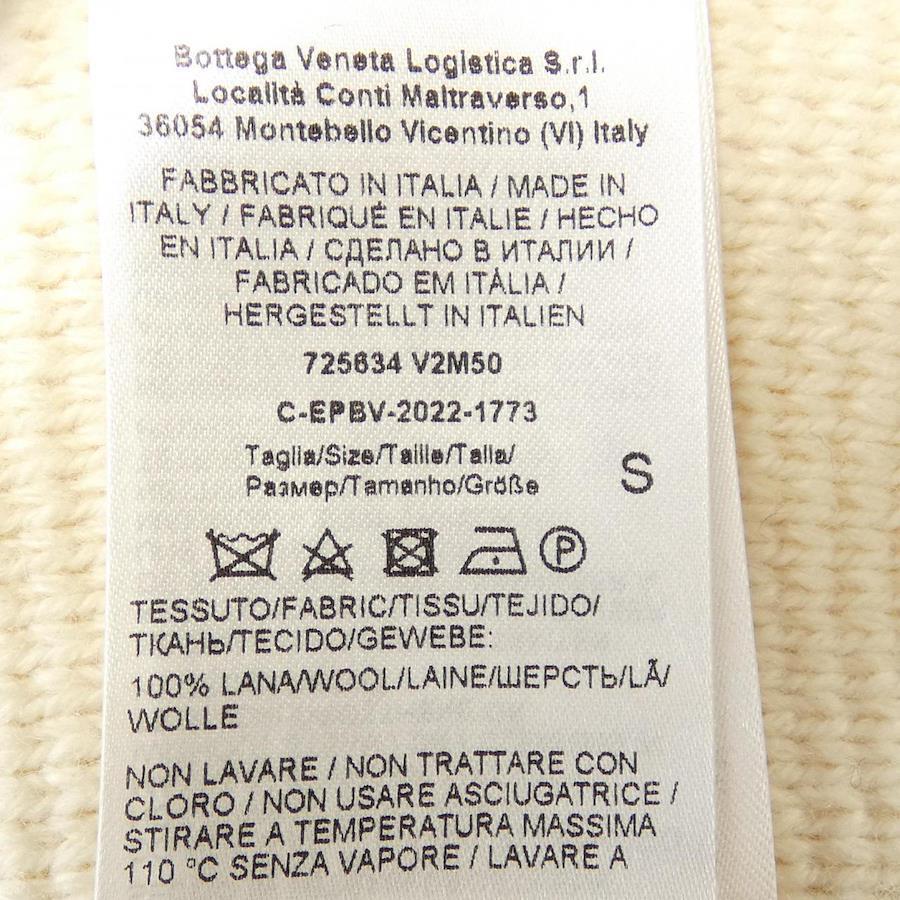 Bottega Veneta Logistica S.r.l.
Località Conti Maltraverso,1
36054 Montebello Vicentino (VI) Italy
FABBRICATO IN ITALIA / MADE IN
ITALY / FABRIQUÉ EN ITALIE / HECHO
EN ITALIA / СДЕЛАНО В ИТАЛИИ /
FABRICADO EM ITÀLIA /
HERGESTELLT IN ITALIEN
725634 V2M50
C-EPBV-2022-1773
Taglia/Size/Taille/Talla/
Размер/Tamanho/Größe
S
P
TESSUTO/FABRIC/TISSU/TEJIDO/
ТКАНЬ/TECIDO/GEWEBE:
100% LANA/WOOL/LAINE/ШЕРСТЬ/LÃ/
WOLLE
NON LAVARE / NON TRATTARE CON
CLORO / NON USARE ASCIUGATRICE /
STIRARE A TEMPERATURA MASSIMA
110 °C SENZA VAPORE / LAVARE A